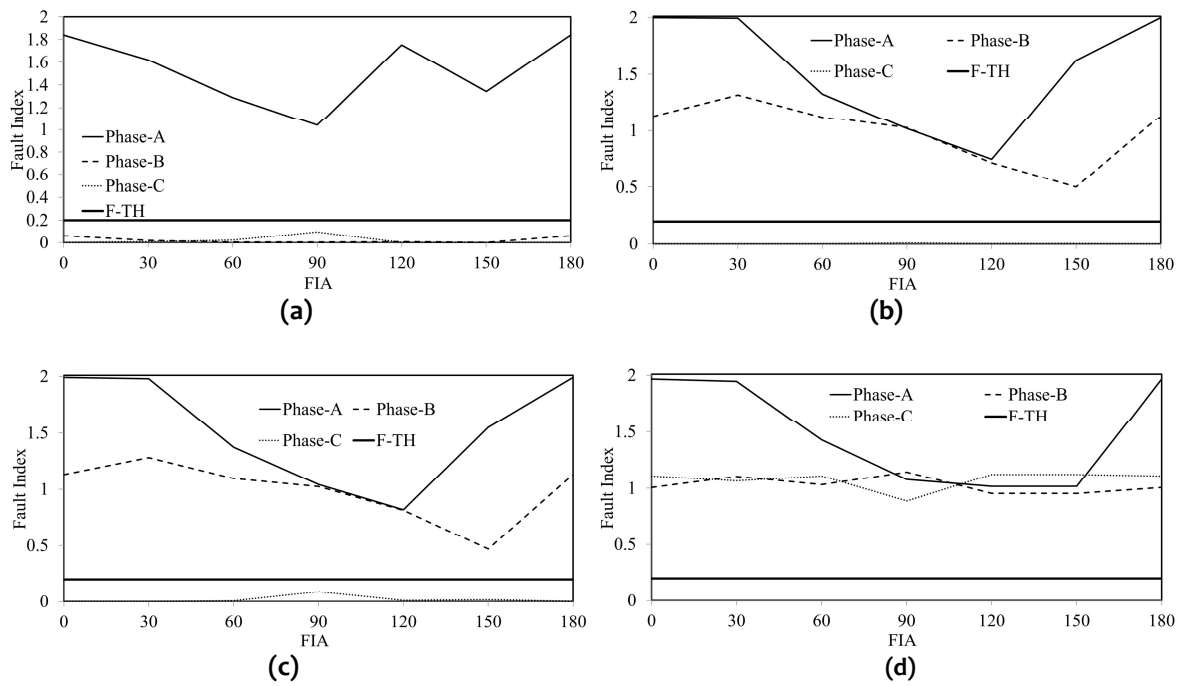 2
1.8
1.6
1.4
1.2
1
0.8
0.6
0.4
0.2
0
Fault Index
Phase-A
Phase-B
Phase-C
F-TH
0 30 60 90 120 150 180
FIA
(a)
2
1.5
1
0.5
0
Fault Index
Phase-A Phase-B
Phase-C F-TH
0 30 60 90 120 150 180
FIA
(b)
2
1.5
1
0.5
0
Fault Index
Phase-A Phase-B
Phase-C F-TH
0 30 60 90 120 150 180
FIA
(c)
2
1.5
1
0.5
0
Fault Index
Phase-A Phase-B
Phase-C F-TH
0 30 60 90 120 150 180
FIA
(d)